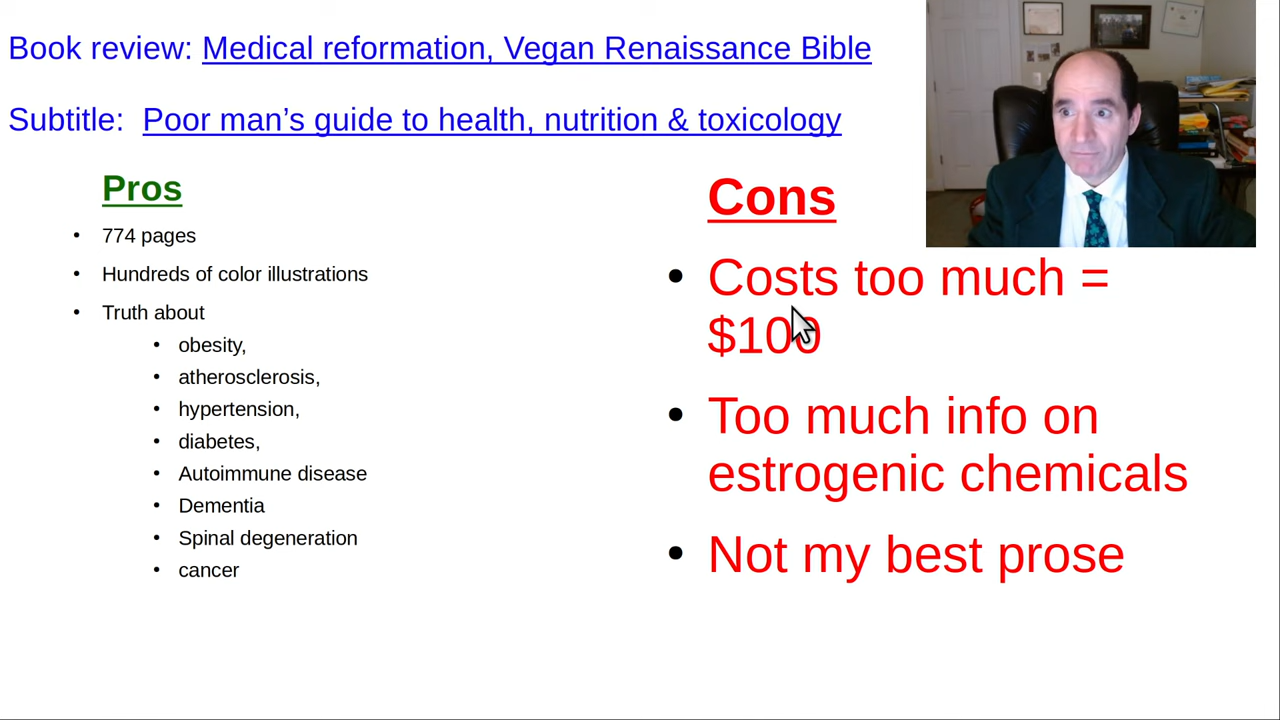 Book review: Medical reformation, Vegan Renaissance Bible
Subtitle: Poor man’s guide to health, nutrition & toxicology
Pros
• 774 pages
• Hundreds of color illustrations
• Truth about
• obesity,
• atherosclerosis,
• hypertension,
• diabetes,
• Autoimmune disease
• Dementia
• Spinal degeneration
• cancer
Cons
• Costs too much =
$100
• Too much info on
estrogenic chemicals
• Not my best prose